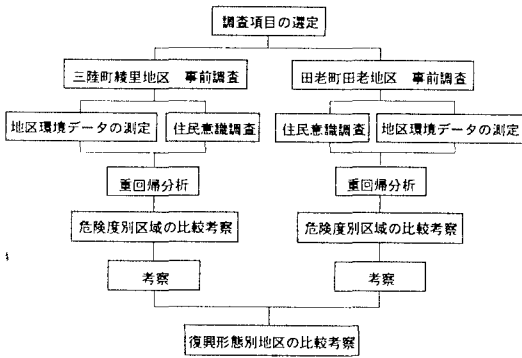 調査項目の選定
三陸町綾里地区 事前調査
田老町田老地区 事前調査
地区環境データの測定
住民意識調査
住民意識調査
地区環境データの測定
重回帰分析
重回帰分析
危険度別区域の比較考察
危険度別区域の比較考察
考察
考察
復興形態別地区の比較考察